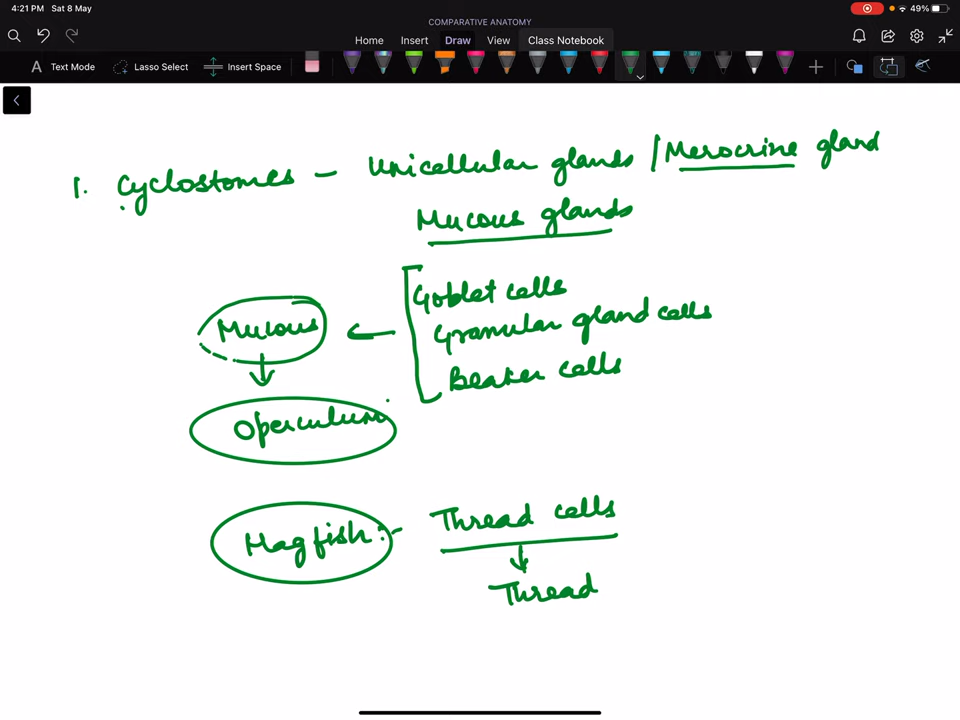 4:21 PM Sat 8 May
49%
COMPARATIVE ANATOMY
Home Insert Draw View Class Notebook
A Text Mode Lasso Select Insert Space
1. Cyclostomes - Unicellular glands / Merocrine gland
Mucous glands
Goblet cells
Mucous ← Granular gland cells
Beaker cells
↓
Operculum
Hagfish:- Thread cells
↓
Thread